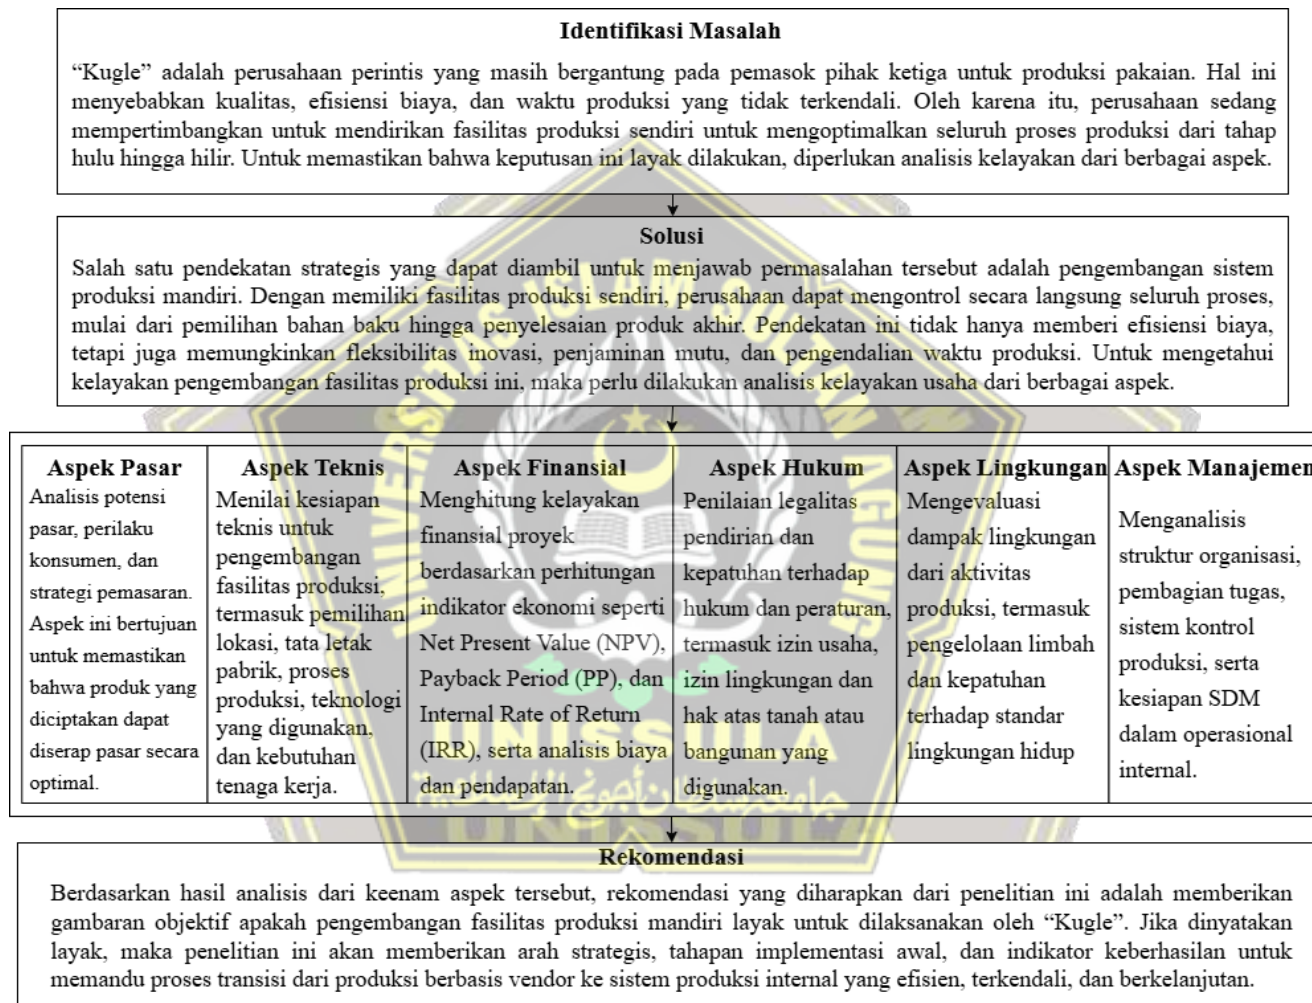 Identifikasi Masalah
“Kugle” adalah perusahaan perintis yang masih bergantung pada pemasok pihak ketiga untuk produksi pakaian. Hal ini
menyebabkan kualitas, efisiensi biaya, dan waktu produksi yang tidak terkendali. Oleh karena itu, perusahaan sedang
mempertimbangkan untuk mendirikan fasilitas produksi sendiri untuk mengoptimalkan seluruh proses produksi dari tahap
hulu hingga hilir. Untuk memastikan bahwa keputusan ini layak dilakukan, diperlukan analisis kelayakan dari berbagai aspek.
Solusi
Salah satu pendekatan strategis yang dapat diambil untuk menjawab permasalahan tersebut adalah pengembangan sistem
produksi mandiri. Dengan memiliki fasilitas produksi sendiri, perusahaan dapat mengontrol secara langsung seluruh proses,
mulai dari pemilihan bahan baku hingga penyelesaian produk akhir. Pendekatan ini tidak hanya memberi efisiensi biaya,
tetapi juga memungkinkan fleksibilitas inovasi, penjaminan mutu, dan pengendalian waktu produksi. Untuk mengetahui
kelayakan pengembangan fasilitas produksi ini, maka perlu dilakukan analisis kelayakan usaha dari berbagai aspek.
Aspek Pasar
Analisis potensi
pasar, perilaku
konsumen, dan
strategi pemasaran.
Aspek ini bertujuan
untuk memastikan
bahwa produk yang
diciptakan dapat
diserap pasar secara
optimal.
Aspek Teknis
Menilai kesiapan
teknis untuk
pengembangan
fasilitas produksi,
termasuk pemilihan
lokasi, tata letak
pabrik, proses
produksi, teknologi
yang digunakan,
dan kebutuhan
tenaga kerja.
Aspek Finansial
Menghitung kelayakan
finansial proyek
berdasarkan perhitungan
indikator ekonomi seperti
Net Present Value (NPV),
Payback Period (PP), dan
Internal Rate of Return
(IRR), serta analisis biaya
dan pendapatan.
Aspek Hukum
Penilaian legalitas
pendirian dan
kepatuhan terhadap
hukum dan peraturan,
termasuk izin usaha,
izin lingkungan dan
hak atas tanah atau
bangunan yang
digunakan.
Aspek Lingkungan
Mengevaluasi
dampak lingkungan
dari aktivitas
produksi, termasuk
pengelolaan limbah
dan kepatuhan
terhadap standar
lingkungan hidup
Aspek Manajemen
Menganalisis
struktur organisasi,
pembagian tugas,
sistem kontrol
produksi, serta
kesiapan SDM
dalam operasional
internal.
Rekomendasi
Berdasarkan hasil analisis dari keenam aspek tersebut, rekomendasi yang diharapkan dari penelitian ini adalah memberikan
gambaran objektif apakah pengembangan fasilitas produksi mandiri layak untuk dilaksanakan oleh “Kugle”. Jika dinyatakan
layak, maka penelitian ini akan memberikan arah strategis, tahapan implementasi awal, dan indikator keberhasilan untuk
memandu proses transisi dari produksi berbasis vendor ke sistem produksi internal yang efisien, terkendali, dan berkelanjutan.
UNIVERSITAS ISLAM SULTAN AGUNG
UNISSULA
جامعة سلطان أجونج الإسلامية
UNISSULA